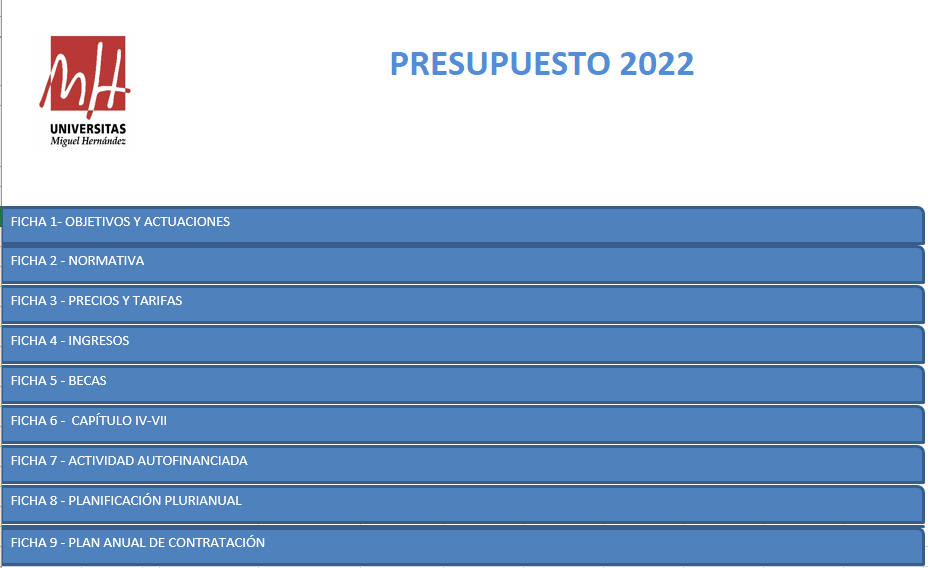 MH
UNIVERSITAS
Miguel Hernández
PRESUPUESTO 2022
FICHA 1- OBJETIVOS Y ACTUACIONES
FICHA 2 - NORMATIVA
FICHA 3 - PRECIOS Y TARIFAS
FICHA 4 - INGRESOS
FICHA 5 - BECAS
FICHA 6 -  CAPÍTULO IV-VII
FICHA 7 - ACTIVIDAD AUTOFINANCIADA
FICHA 8 - PLANIFICACIÓN PLURIANUAL
FICHA 9 - PLAN ANUAL DE CONTRATACIÓN